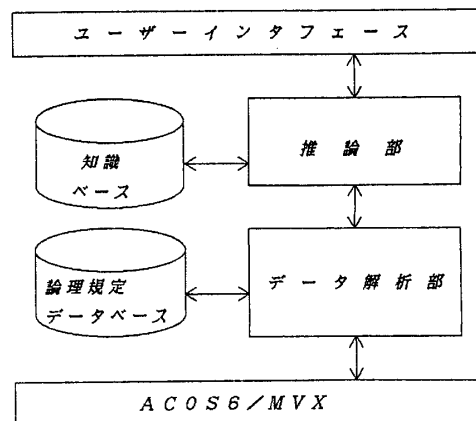 ユーザーインタフェース
推論部
知識
ベース
データ解析部
論理規定
データベース
ACOS6/MVX